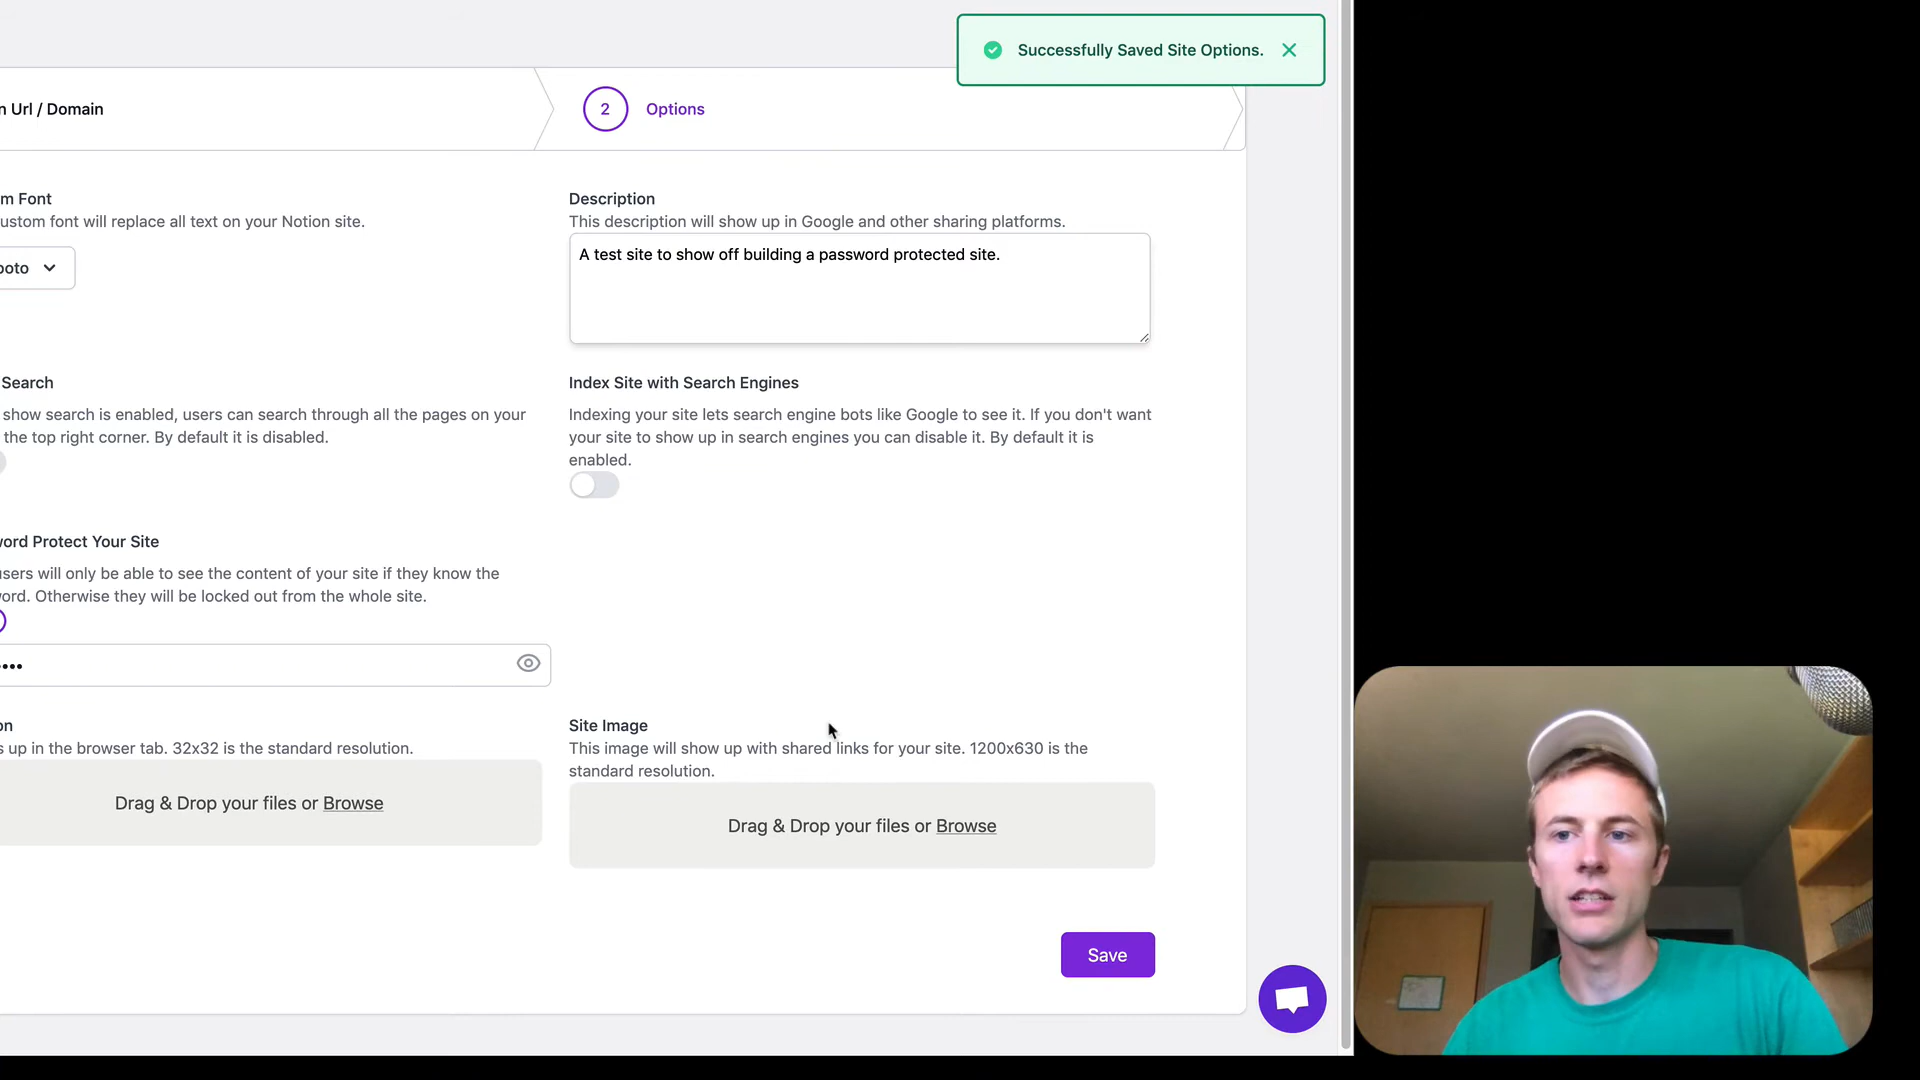 Successfully Saved Site Options.
n Url / Domain
2 Options
m Font
ustom font will replace all text on your Notion site.
oto
Description
This description will show up in Google and other sharing platforms.
A test site to show off building a password protected site.
Search
show search is enabled, users can search through all the pages on your
the top right corner. By default it is disabled.
Index Site with Search Engines
Indexing your site lets search engine bots like Google to see it. If you don't want
your site to show up in search engines you can disable it. By default it is
enabled.
ord Protect Your Site
sers will only be able to see the content of your site if they know the
ord. Otherwise they will be locked out from the whole site.
on
s up in the browser tab. 32x32 is the standard resolution.
Drag & Drop your files or Browse
Site Image
This image will show up with shared links for your site. 1200x630 is the
standard resolution.
Drag & Drop your files or Browse
Save